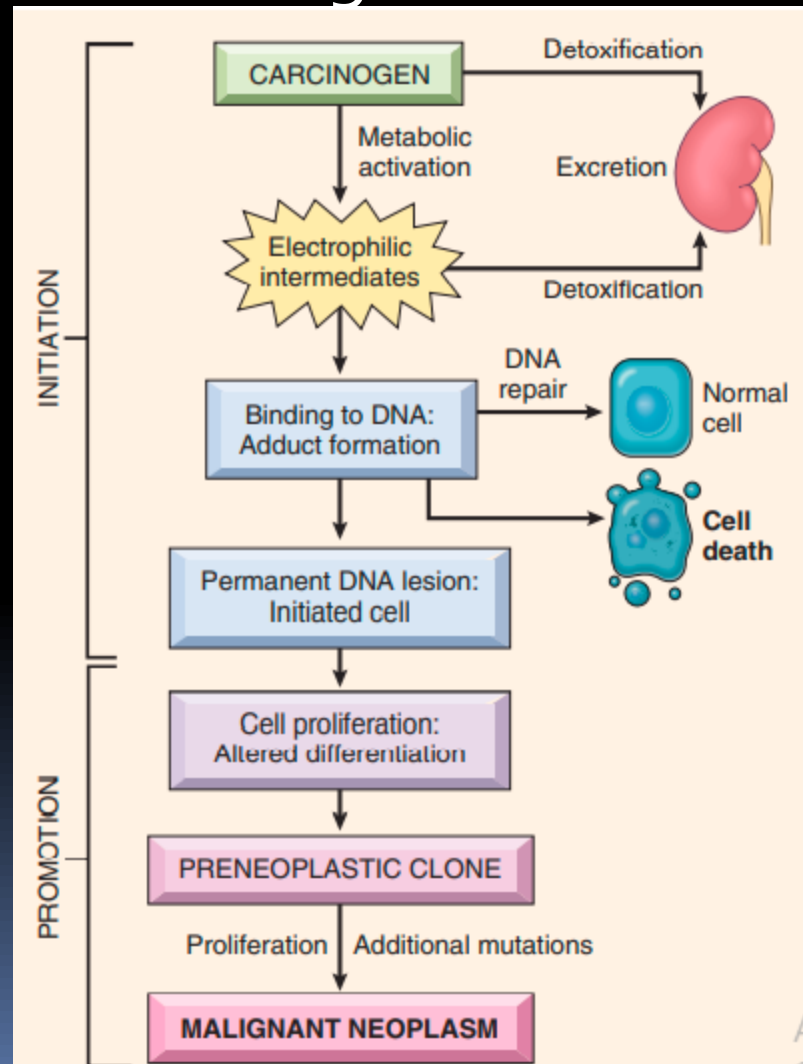 CARCINOGEN
Detoxification
Metabolic
activation
Excretion
Electrophilic
intermediates
Detoxification
INITIATION
DNA
repair
Normal
cell
Binding to DNA:
Adduct formation
Cell
death
Permanent DNA lesion:
Initiated cell
Cell proliferation:
Altered differentiation
PROMOTION
PRENEOPLASTIC CLONE
Proliferation
Additional mutations
MALIGNANT NEOPLASM